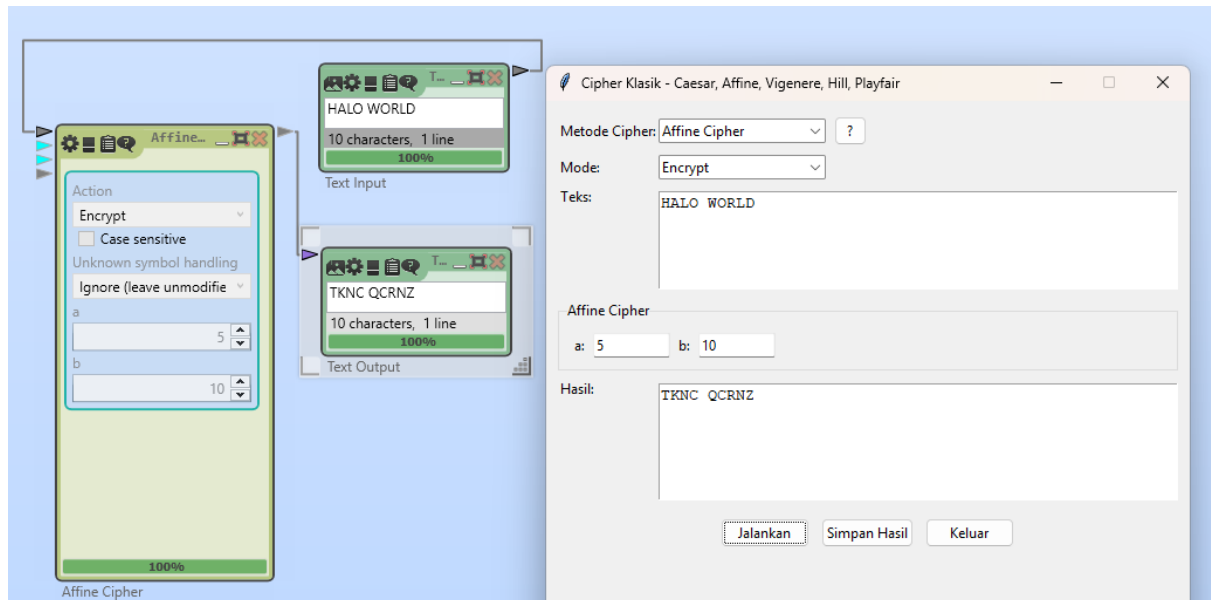 Affine...
Action
Encrypt
Case sensitive
Unknown symbol handling
Ignore (leave unmodifie
a
5
b
10
100%
Affine Cipher
T...
HALO WORLD
10 characters, 1 line
100%
Text Input
T...
TKNC QCRNZ
10 characters, 1 line
100%
Text Output
Cipher Klasik - Caesar, Affine, Vigenere, Hill, Playfair
Metode Cipher: Affine Cipher ?
Mode: Encrypt
Teks: HALO WORLD
Affine Cipher
a: 5 b: 10
Hasil: TKNC QCRNZ
Jalankan Simpan Hasil Keluar